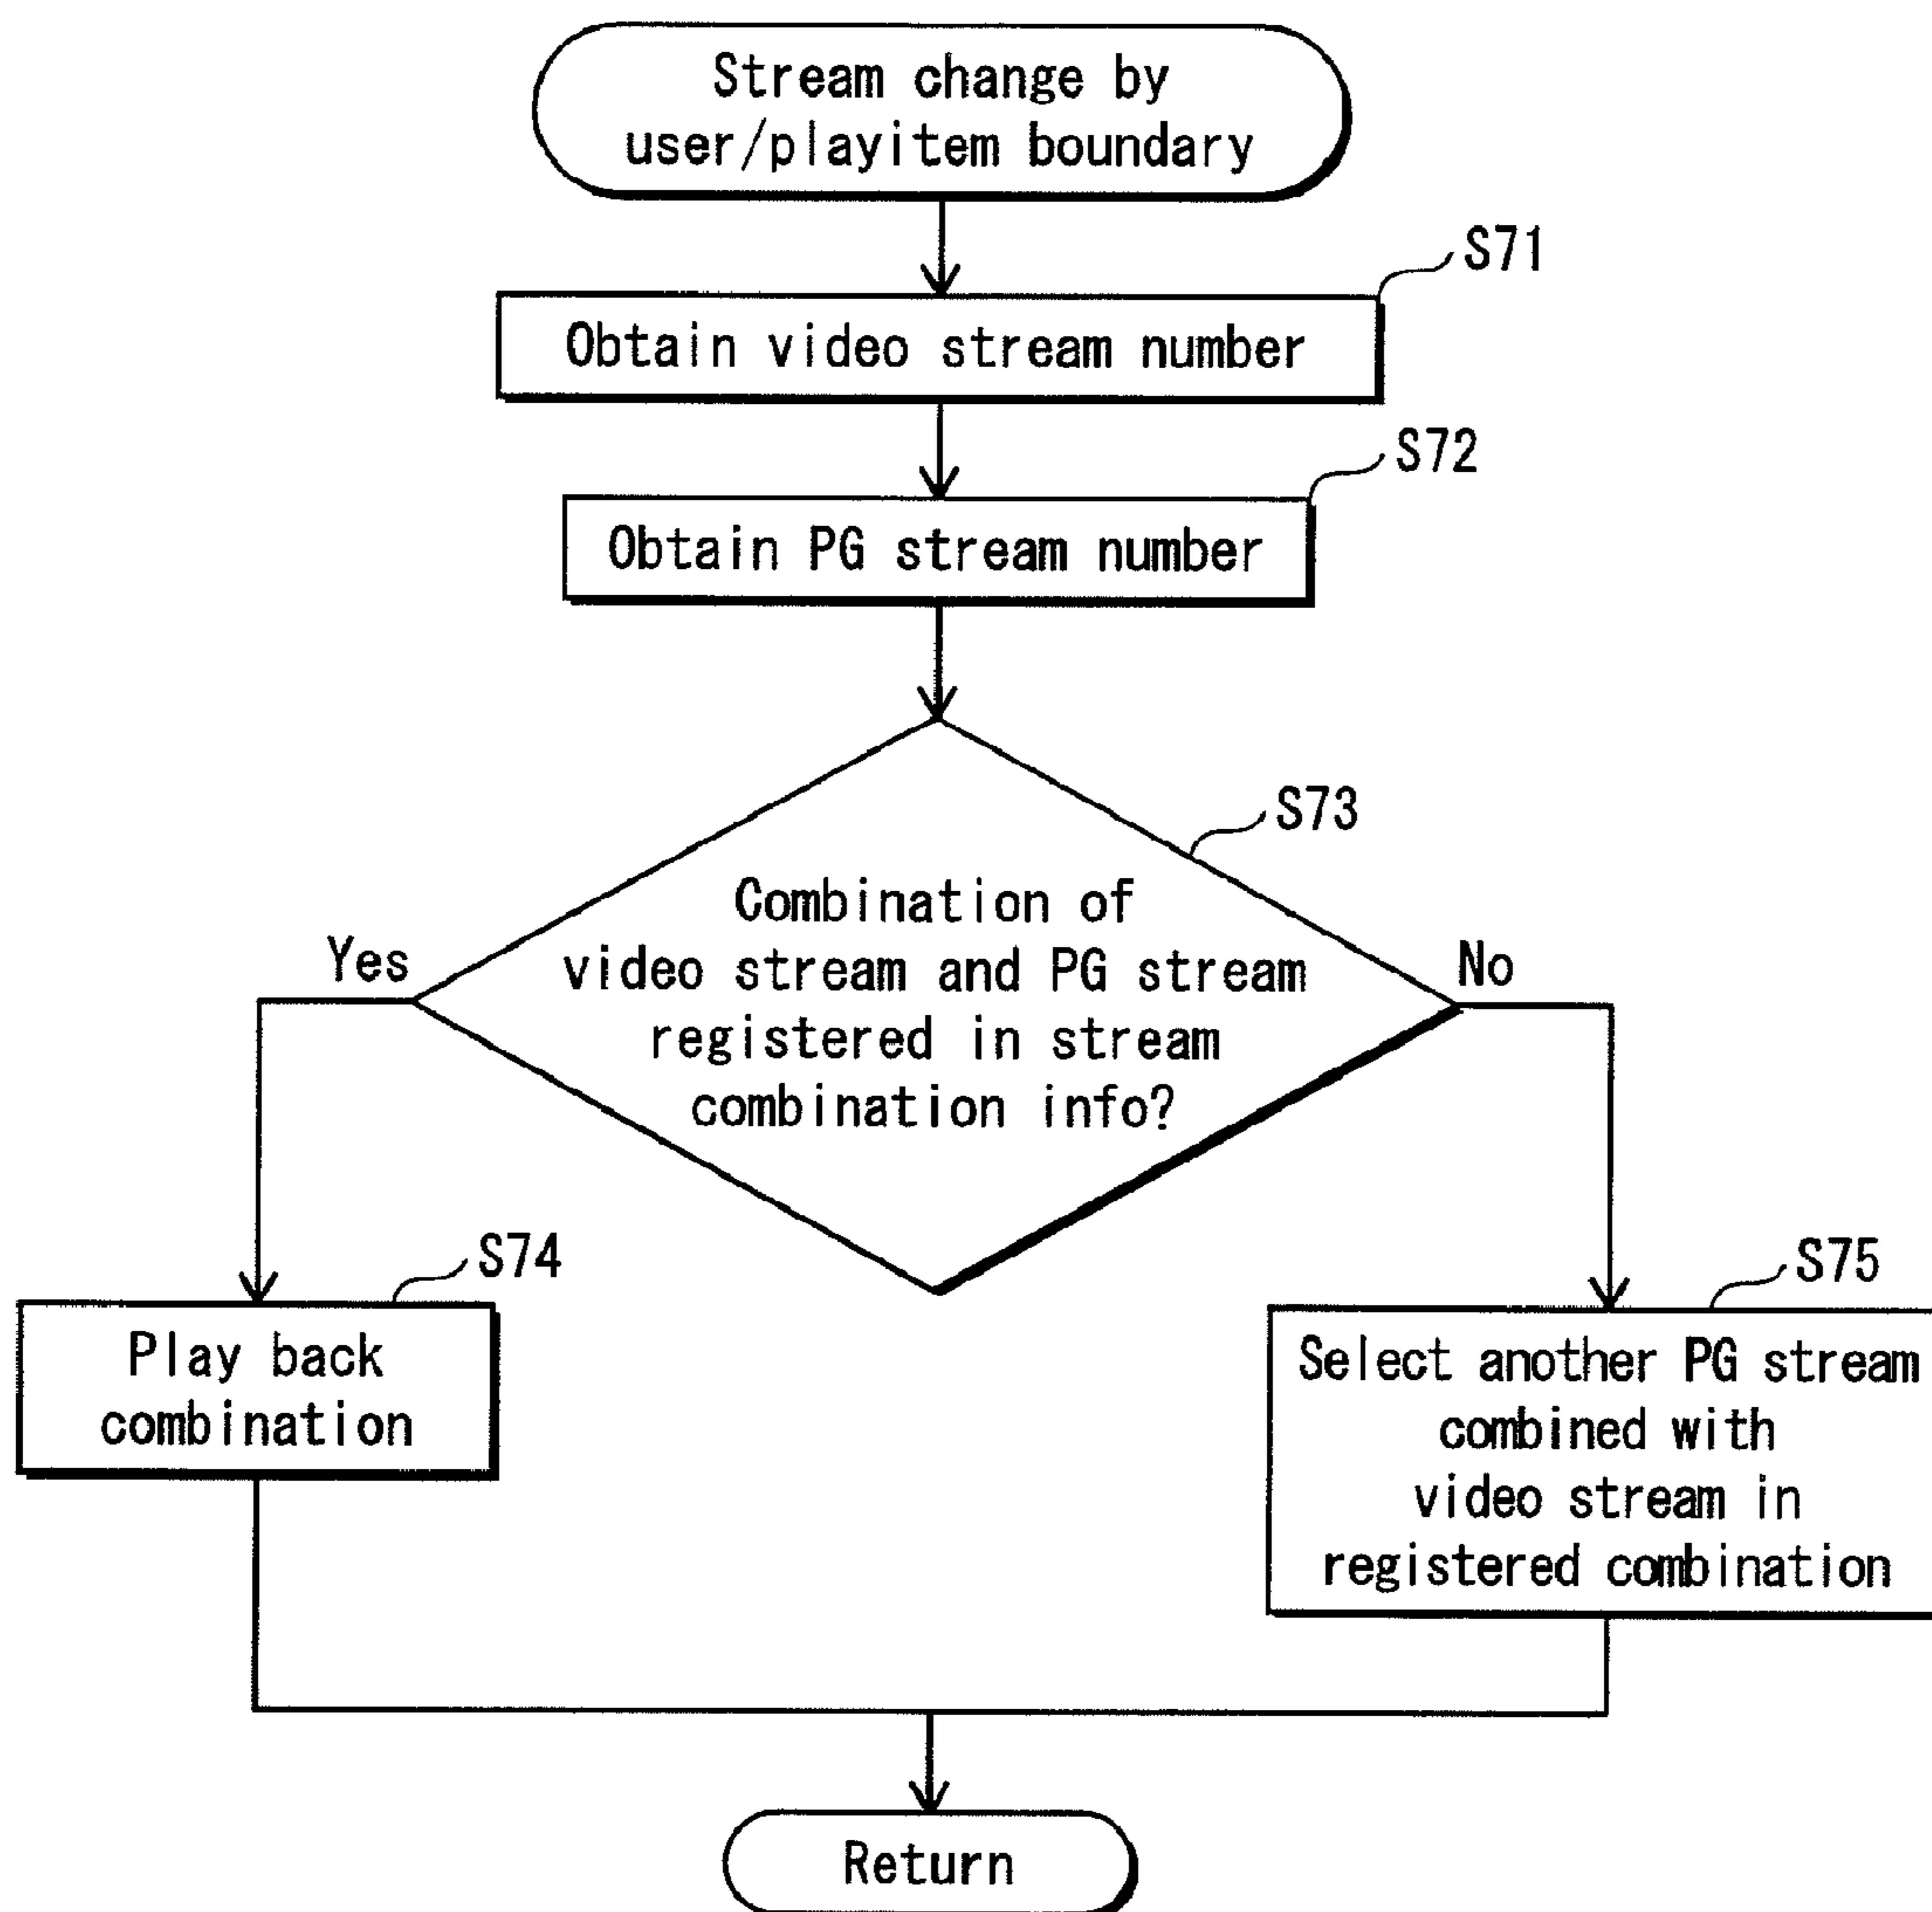 Stream change by
user/playitem boundary
S71
Obtain video stream number
S72
Obtain PG stream number
S73
Combination of
video stream and PG stream
registered in stream
combination info?
Yes
No
S74
Play back
combination
S75
Select another PG stream
combined with
video stream in
registered combination
Return